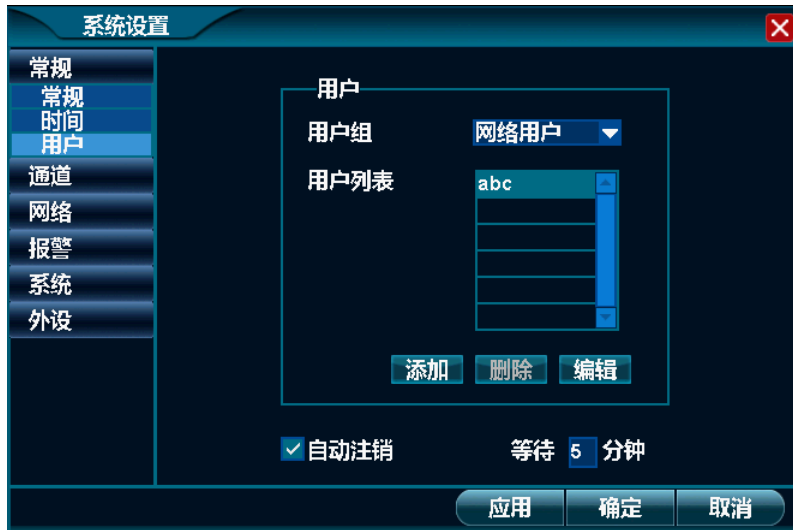 系统设置
常规
常规
时间
用户
通道
网络
报警
系统
外设
用户
用户组 网络用户
用户列表 abc
添加 删除 编辑
自动注销 等待 5 分钟
应用 确定 取消